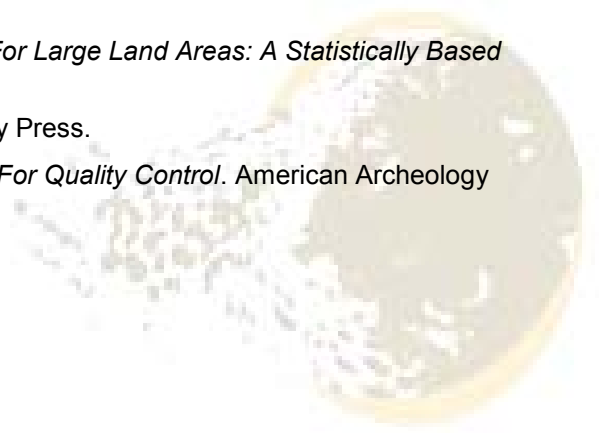 For Large Land Areas: A Statistically Based
y Press.
For Quality Control. American Archeology